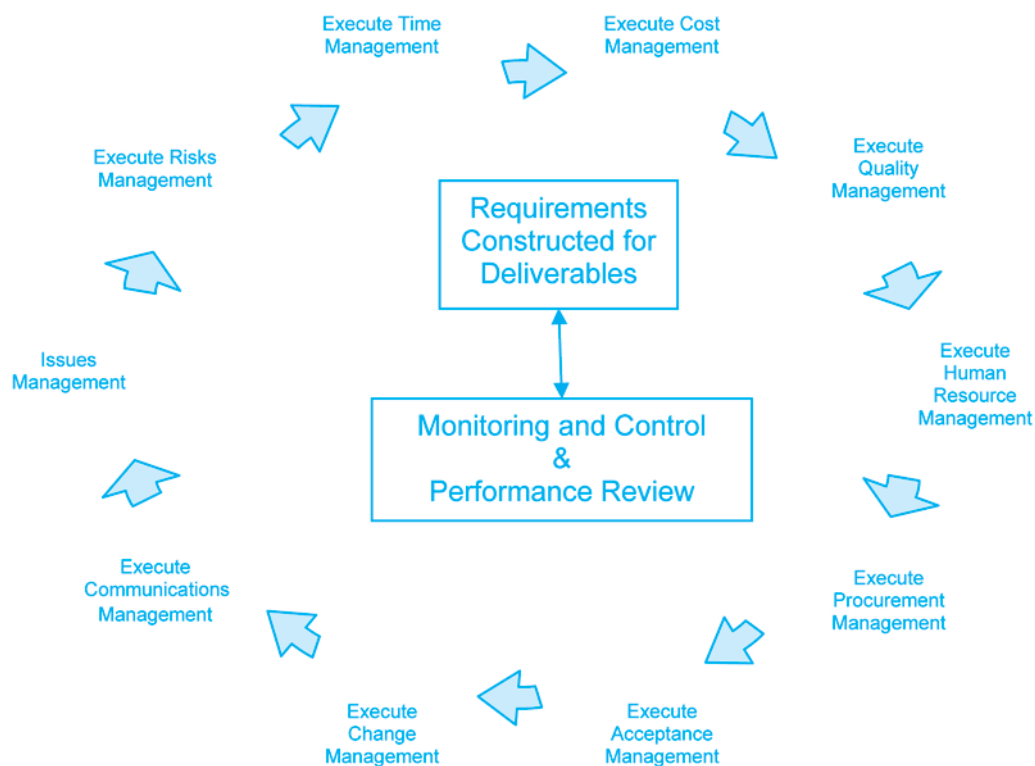 Execute Time
Management
Execute Cost
Management
Execute
Quality
Management
Execute
Human
Resource
Management
Execute
Procurement
Management
Execute
Acceptance
Management
Execute
Change
Management
Execute
Communications
Management
Issues
Management
Execute Risks
Management
Requirements
Constructed for
Deliverables
Monitoring and Control
&
Performance Review